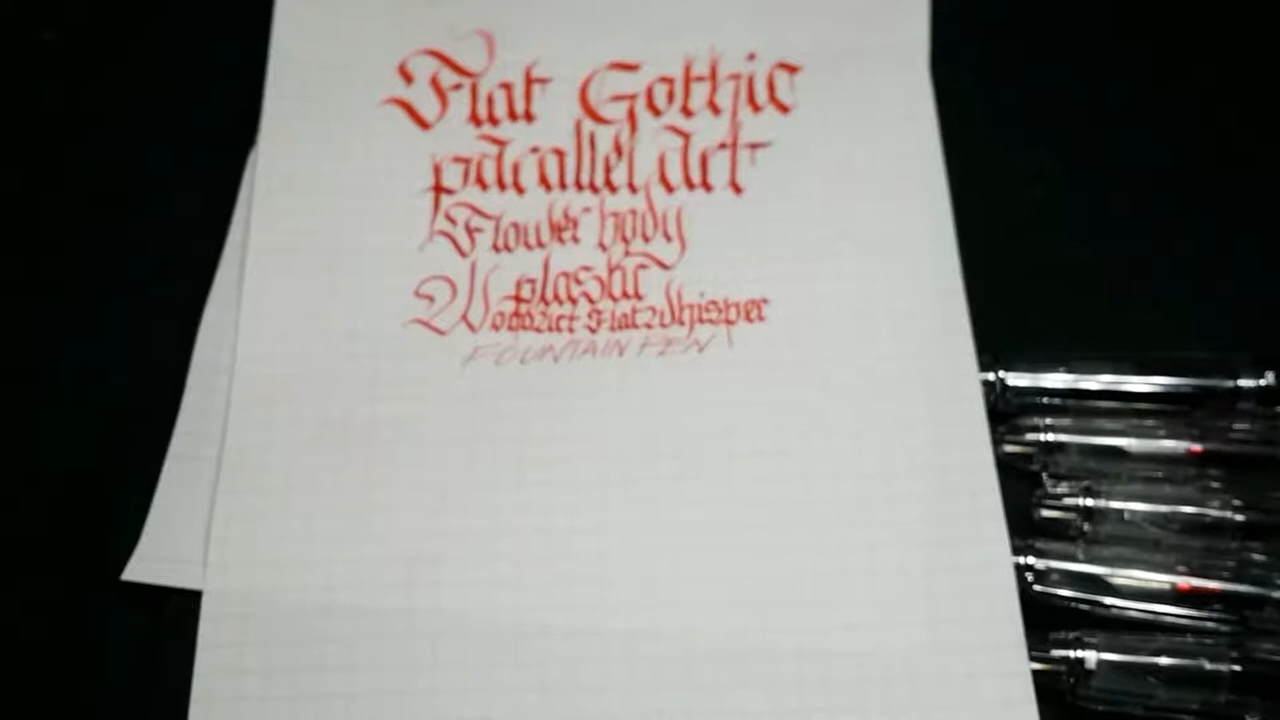 Flat Gothic
parallel art
Flower body
plastic
Flat Whisper
FOUNTAIN PEN